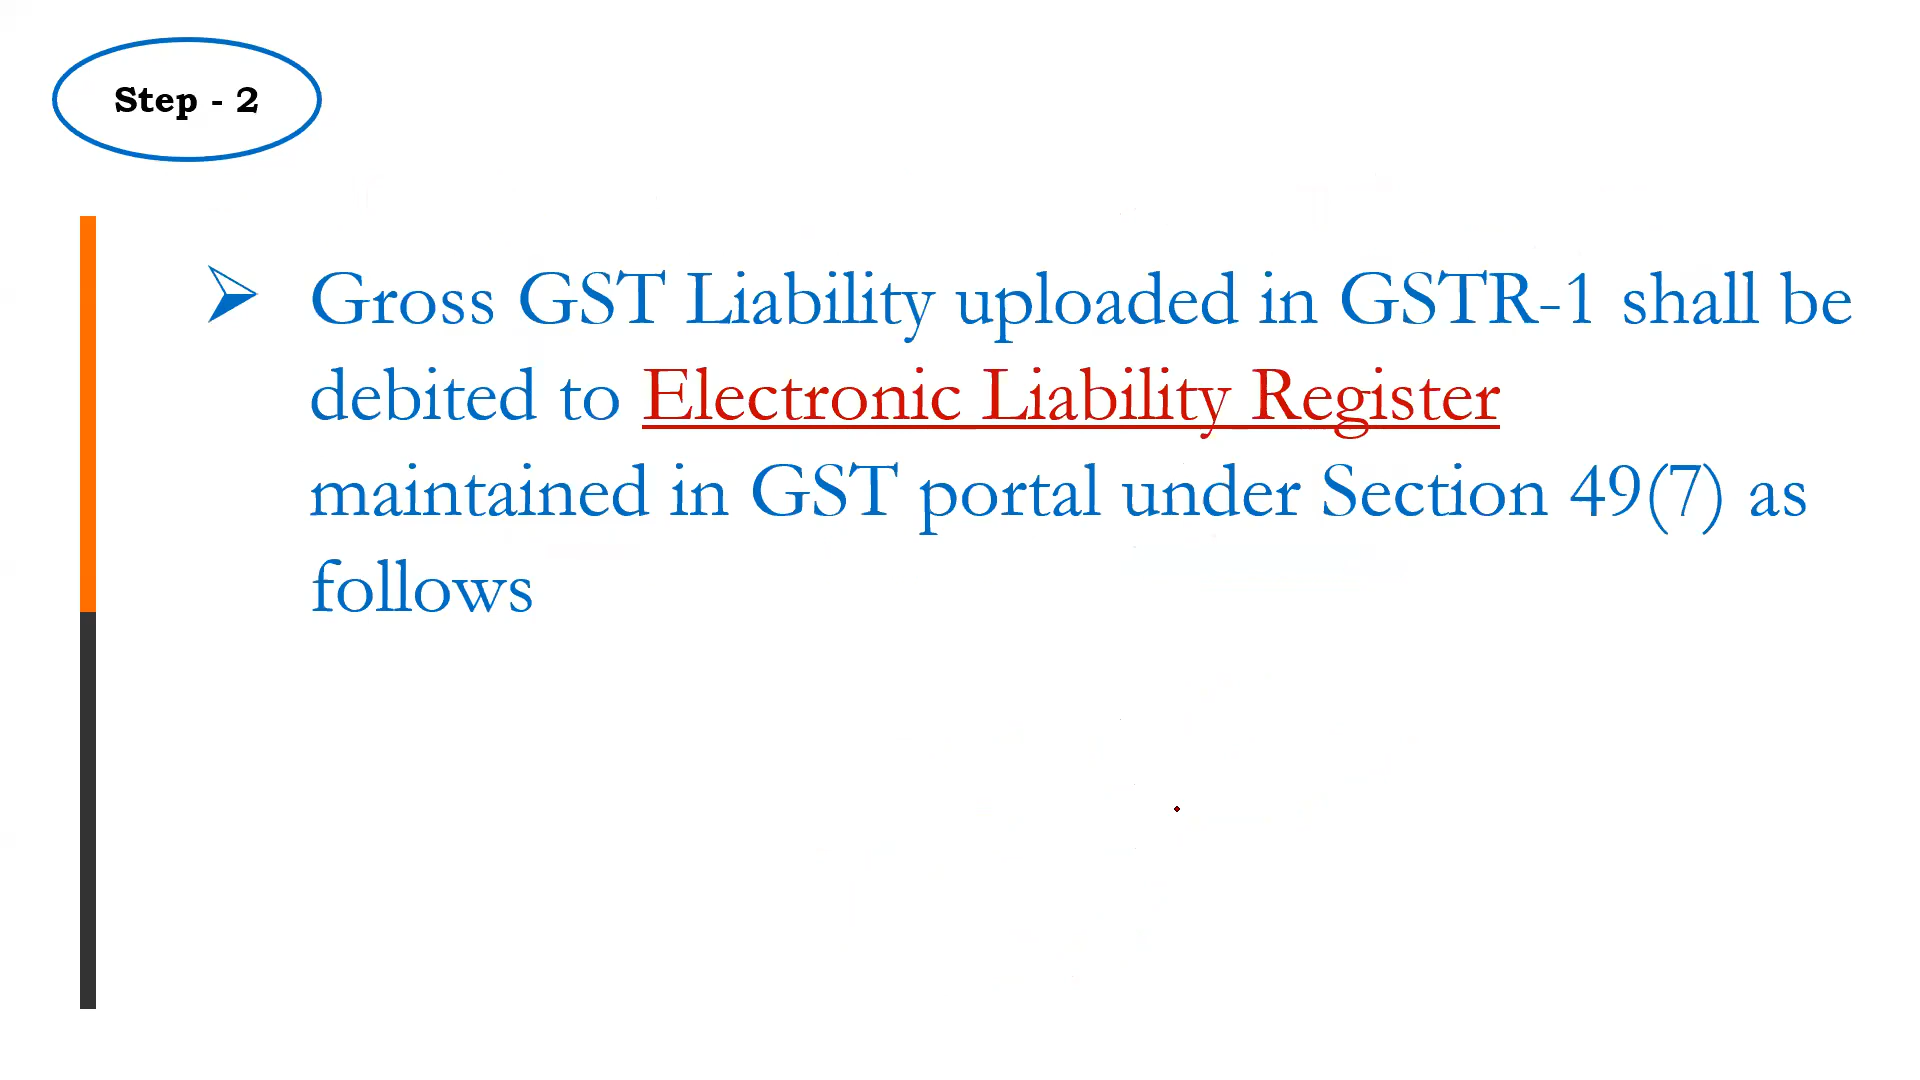 Step - 2
Gross GST Liability uploaded in GSTR-1 shall be
debited to Electronic Liability Register
maintained in GST portal under Section 49(7) as
follows